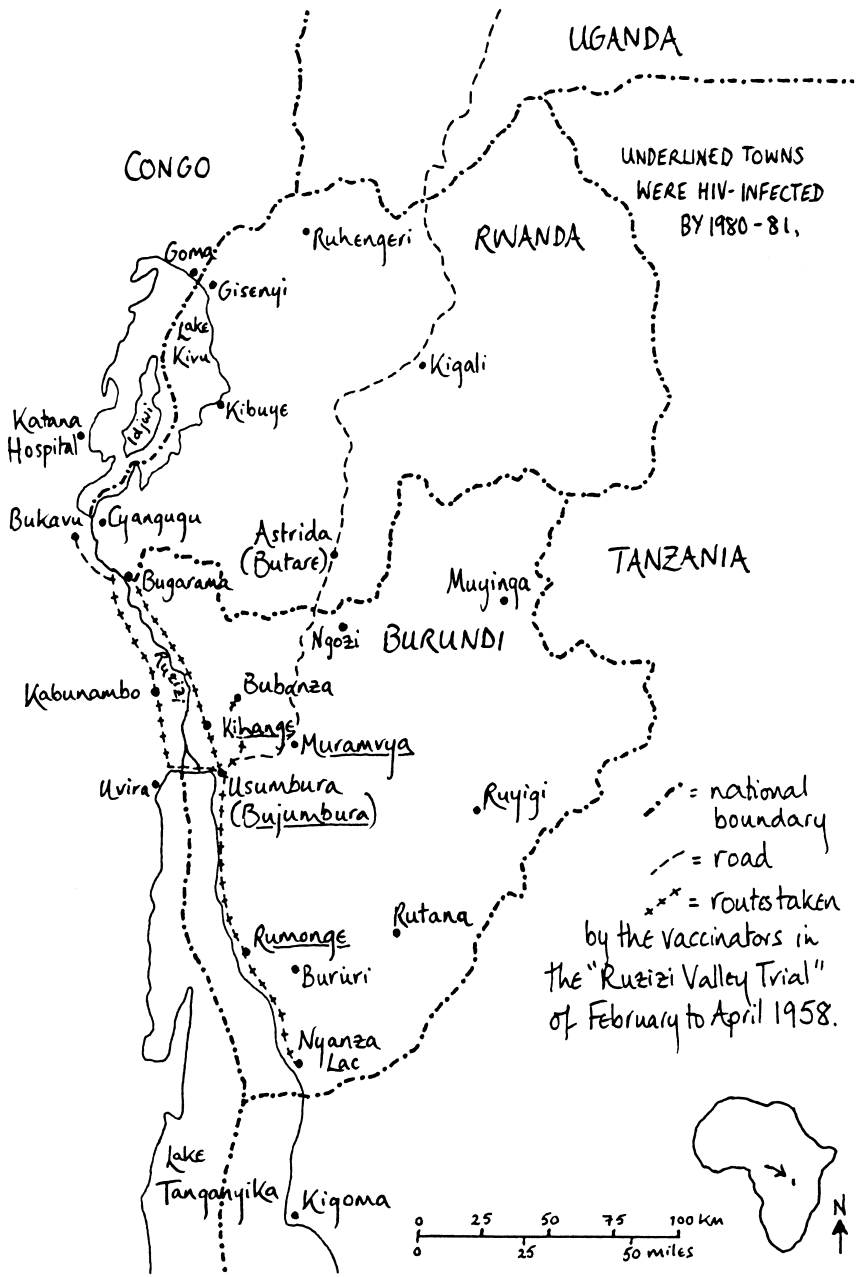 UGANDA
CONGO
UNDERLINED TOWNS
WERE HIV-INFECTED
BY 1980-81.
Ruhengeri
RWANDA
Goma
Gisenyi
Lake
Kivu
Kigali
Kibuye
Idjwi
Katana
Hospital
Bukavu
Cyangugu
Astrida
(Butare)
TANZANIA
Bugarama
Muyinga
Ngozi
BURUNDI
Ruzizi
Kabunambo
Bubanza
Kihange
Muramvya
Uvira
Usumbura
(Bujumbura)
Ruyigi
= national
boundary
= road
= routes taken
by the vaccinators in
the "Ruzizi Valley Trial"
of February to April 1958.
Rutana
Rumonge
Bururi
Nyanza
Lac
Lake
Tanganyika
Kigoma
0 25 50 75 100 KM
0 25 50 miles
N